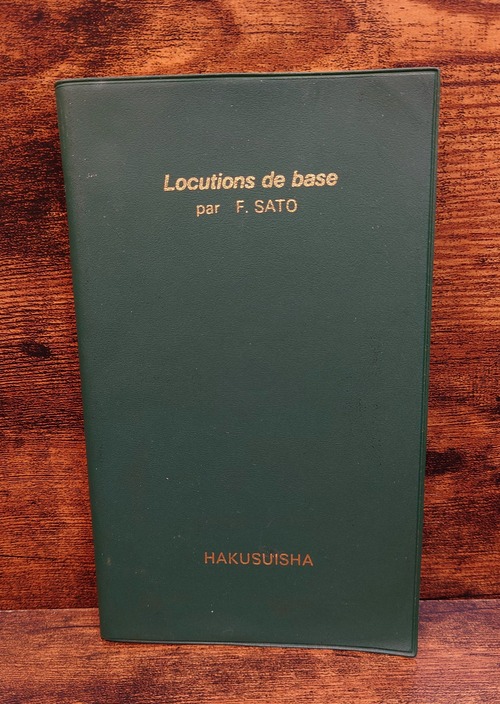 Locutions de base
par F. SATO
HAKUSUISHA